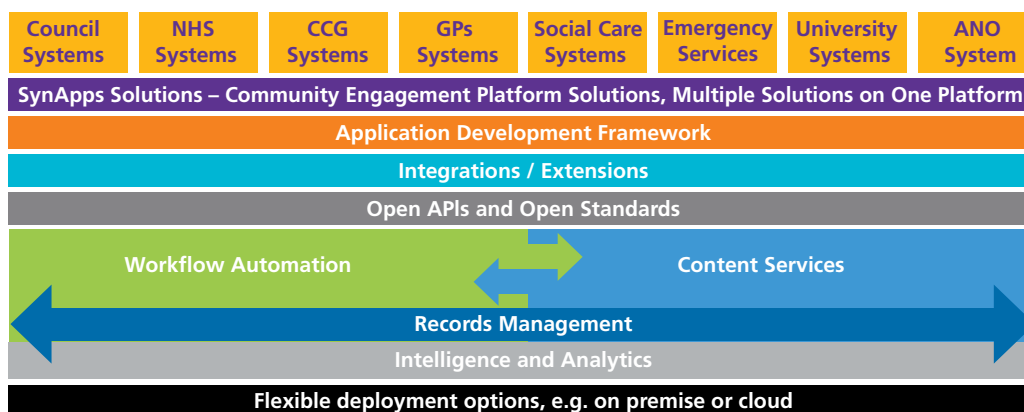 Council Systems
NHS Systems
CCG Systems
GPs Systems
Social Care Systems
Emergency Services
University Systems
ANO System
SynApps Solutions – Community Engagement Platform Solutions, Multiple Solutions on One Platform
Application Development Framework
Integrations / Extensions
Open APIs and Open Standards
Workflow Automation
Content Services
Records Management
Intelligence and Analytics
Flexible deployment options, e.g. on premise or cloud